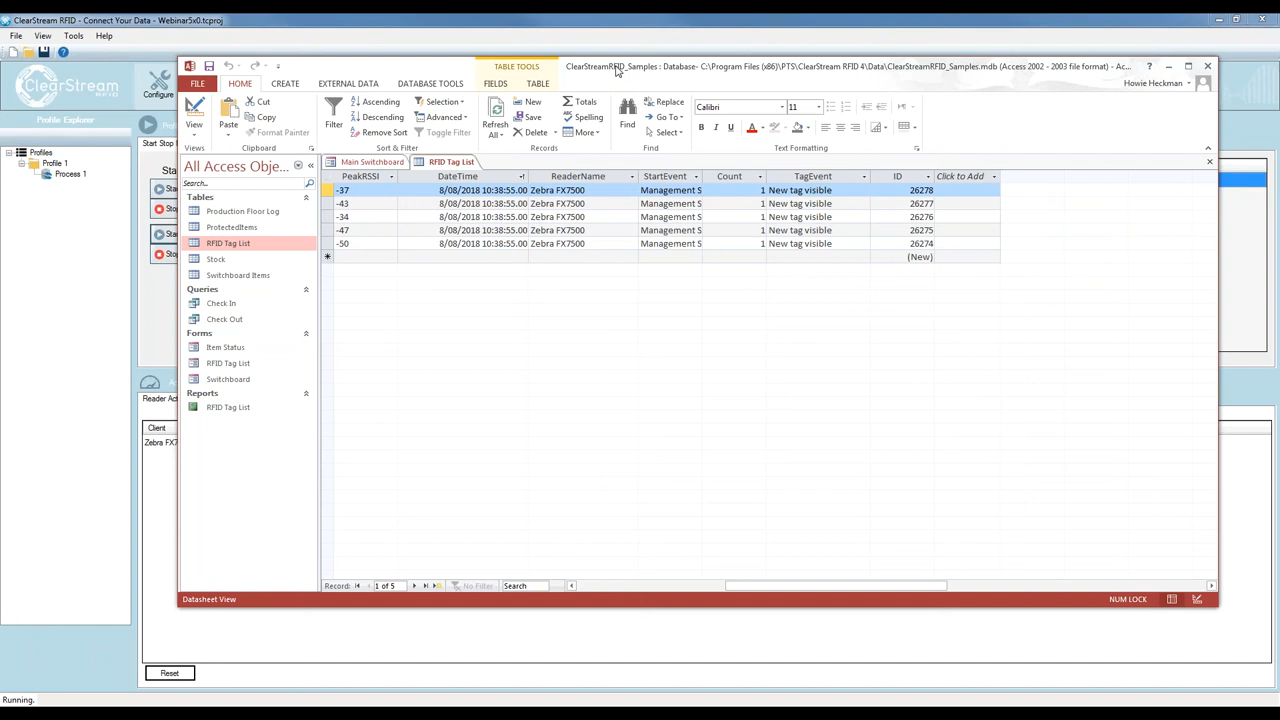 ClearStream RFID - Connect Your Data - Webinar5x0.tcproj
File View Tools Help
ClearStream
RFID
Configure
Profile Explorer
Profiles
Profile 1
Process 1
Start Stop
Reader Act
Client
Zebra FX7
Reset
Running.
TABLE TOOLS
ClearStreamRFID_Samples : Database- C:\Program Files (x86)\PTS\ClearStream RFID 4\Data\ClearStreamRFID_Samples.mdb (Access 2002 - 2003 file format) - Ac...
FILE HOME CREATE EXTERNAL DATA DATABASE TOOLS FIELDS TABLE
Howie Heckman
View
Paste
Cut
Copy
Format Painter
Clipboard
Filter
Ascending
Descending
Remove Sort
Selection
Advanced
Toggle Filter
Sort & Filter
Refresh
All
New
Save
Delete
Totals
Spelling
More
Records
Find
Replace
Go To
Select
Find
Calibri 11
B I U A
Text Formatting
All Access Obje...
Search...
Tables
Production Floor Log
ProtectedItems
RFID Tag List
Stock
Switchboard Items
Queries
Check In
Check Out
Forms
Item Status
RFID Tag List
Switchboard
Reports
RFID Tag List
Main Switchboard RFID Tag List
PeakRSSI DateTime ReaderName StartEvent Count TagEvent ID Click to Add
-37 8/08/2018 10:38:55.00 Zebra FX7500 Management S 1 New tag visible 26278
-43 8/08/2018 10:38:55.00 Zebra FX7500 Management S 1 New tag visible 26277
-34 8/08/2018 10:38:55.00 Zebra FX7500 Management S 1 New tag visible 26276
-47 8/08/2018 10:38:55.00 Zebra FX7500 Management S 1 New tag visible 26275
-50 8/08/2018 10:38:55.00 Zebra FX7500 Management S 1 New tag visible 26274
* (New)
Record: 1 of 5 No Filter Search
Datasheet View NUM LOCK